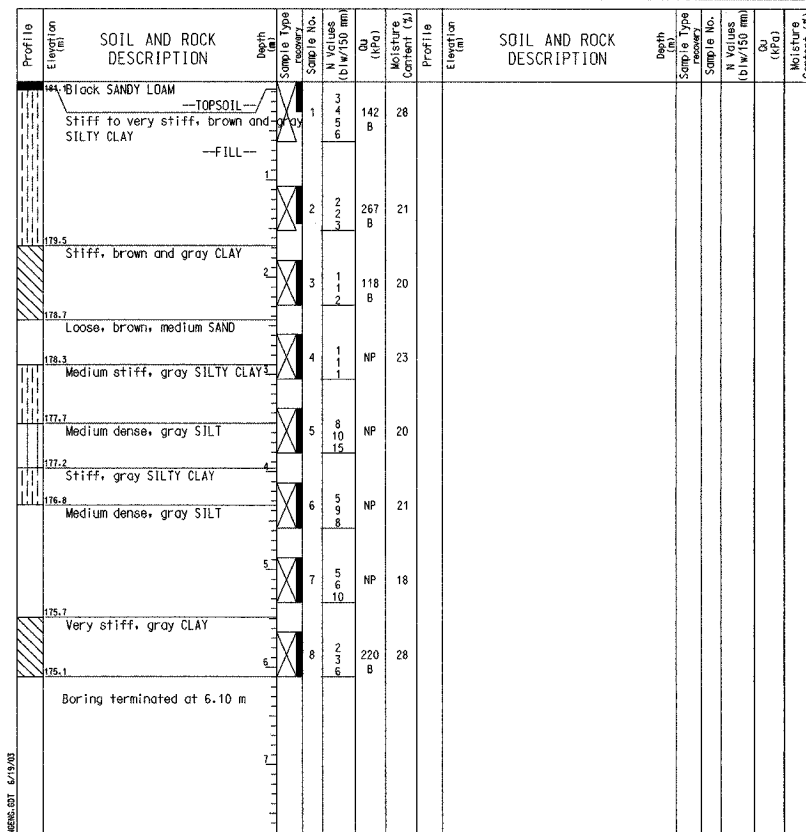 Profile
Elevation (m)
SOIL AND ROCK DESCRIPTION
Depth (m)
Sample Type recovery
Sample No.
N Values (blw/150 mm)
Qu (kPa)
Moisture Content (%)
Profile
Elevation (m)
SOIL AND ROCK DESCRIPTION
Depth (m)
Sample Type recovery
Sample No.
N Values (blw/150 mm)
Qu (kPa)
Moisture Content (%)
181.1 Black SANDY LOAM
--TOPSOIL--
Stiff to very stiff, brown and gray
SILTY CLAY
--FILL--
1 3 4 5 6 142 B 28
1
2 2 2 3 267 B 21
179.5
Stiff, brown and gray CLAY
2
3 1 1 2 118 B 20
178.7
Loose, brown, medium SAND
4 1 1 1 NP 23
178.3
Medium stiff, gray SILTY CLAY 3
177.7
Medium dense, gray SILT
5 8 10 15 NP 20
177.2
4
Stiff, gray SILTY CLAY
176.8
6 5 9 8 NP 21
Medium dense, gray SILT
5
7 5 6 10 NP 18
175.7
Very stiff, gray CLAY
8 2 3 6 220 B 28
6
175.1
Boring terminated at 6.10 m
7
6/19/03